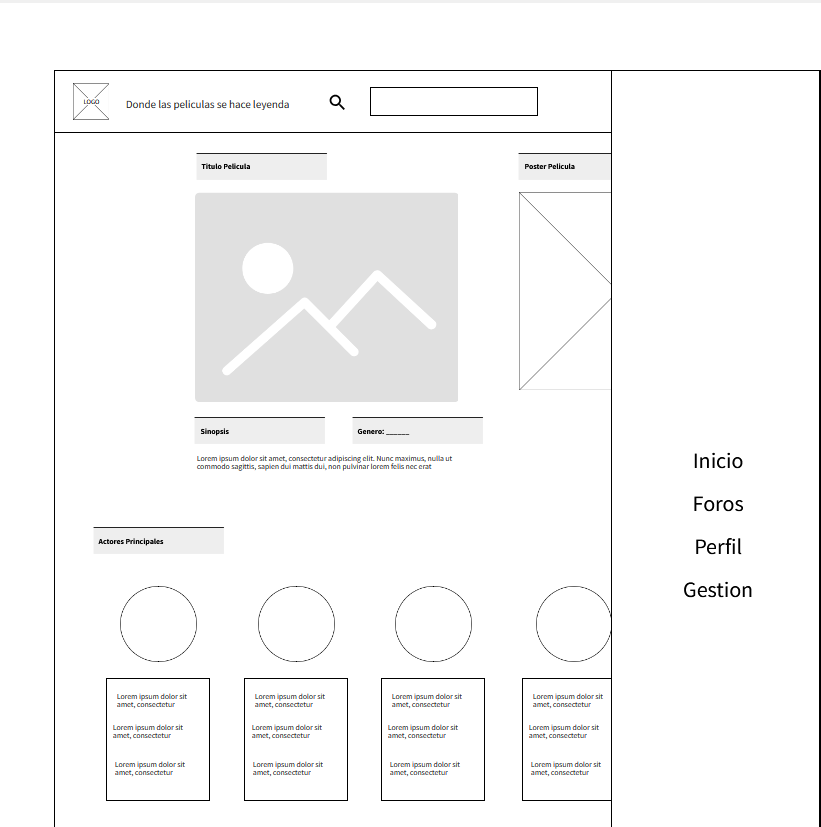 LOGO
Donde las peliculas se hace leyenda
Titulo Pelicula
Poster Pelicula
Sinopsis
Genero: ______
Lorem ipsum dolor sit amet, consectetur adipiscing elit. Nunc maximus, nulla ut
commodo sagittis, sapien dui mattis dui, non pulvinar lorem felis nec erat
Actores Principales
Lorem ipsum dolor sit
amet, consectetur
Lorem ipsum dolor sit
amet, consectetur
Lorem ipsum dolor sit
amet, consectetur
Lorem ipsum dolor sit
amet, consectetur
Lorem ipsum dolor sit
amet, consectetur
Lorem ipsum dolor sit
amet, consectetur
Lorem ipsum dolor sit
amet, consectetur
Lorem ipsum dolor sit
amet, consectetur
Lorem ipsum dolor sit
amet, consectetur
Lorem ipsum dolor sit
amet, consectetur
Lorem ipsum dolor sit
amet, consectetur
Lorem ipsum dolor sit
amet, consectetur
Inicio
Foros
Perfil
Gestion